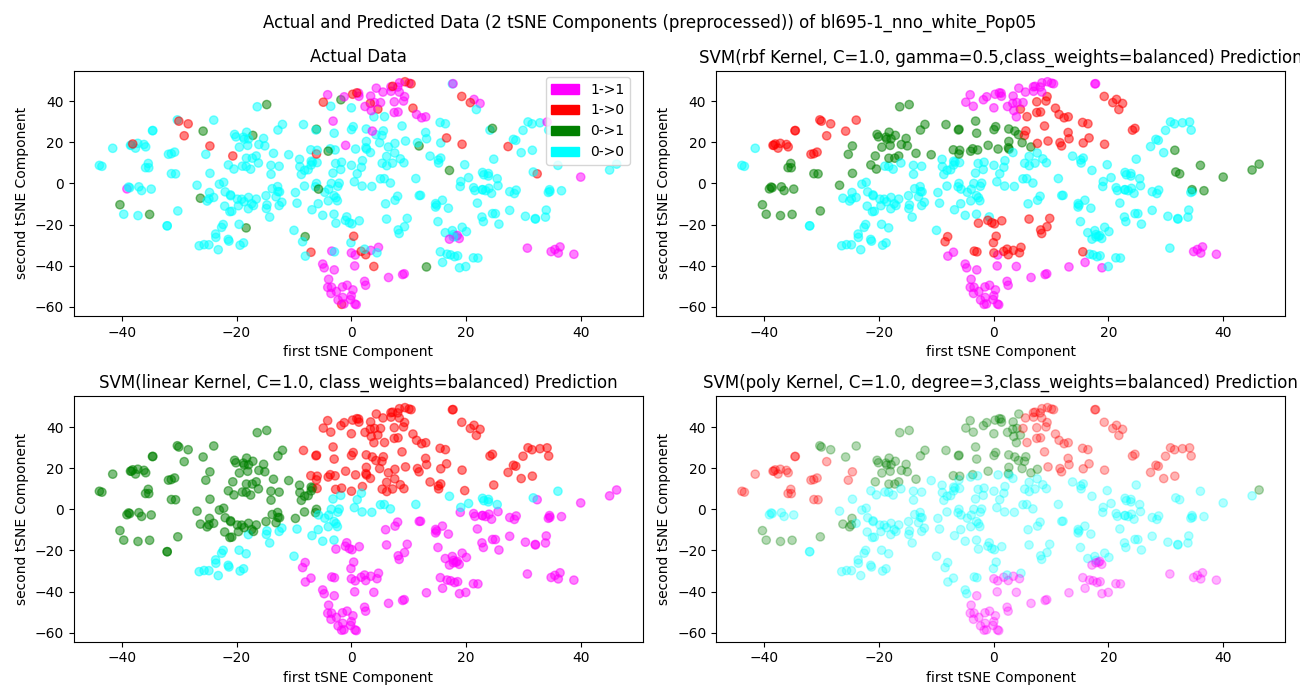 Actual and Predicted Data (2 tSNE Components (preprocessed)) of bl695-1_nno_white_Pop05
Actual Data
second tSNE Component
40
20
0
−20
−40
−60
1->1
1->0
0->1
0->0
−40 −20 0 20 40
first tSNE Component
SVM(rbf Kernel, C=1.0, gamma=0.5,class_weights=balanced) Prediction
second tSNE Component
40
20
0
−20
−40
−60
−40 −20 0 20 40
first tSNE Component
SVM(linear Kernel, C=1.0, class_weights=balanced) Prediction
second tSNE Component
40
20
0
−20
−40
−60
−40 −20 0 20 40
first tSNE Component
SVM(poly Kernel, C=1.0, degree=3,class_weights=balanced) Prediction
second tSNE Component
40
20
0
−20
−40
−60
−40 −20 0 20 40
first tSNE Component